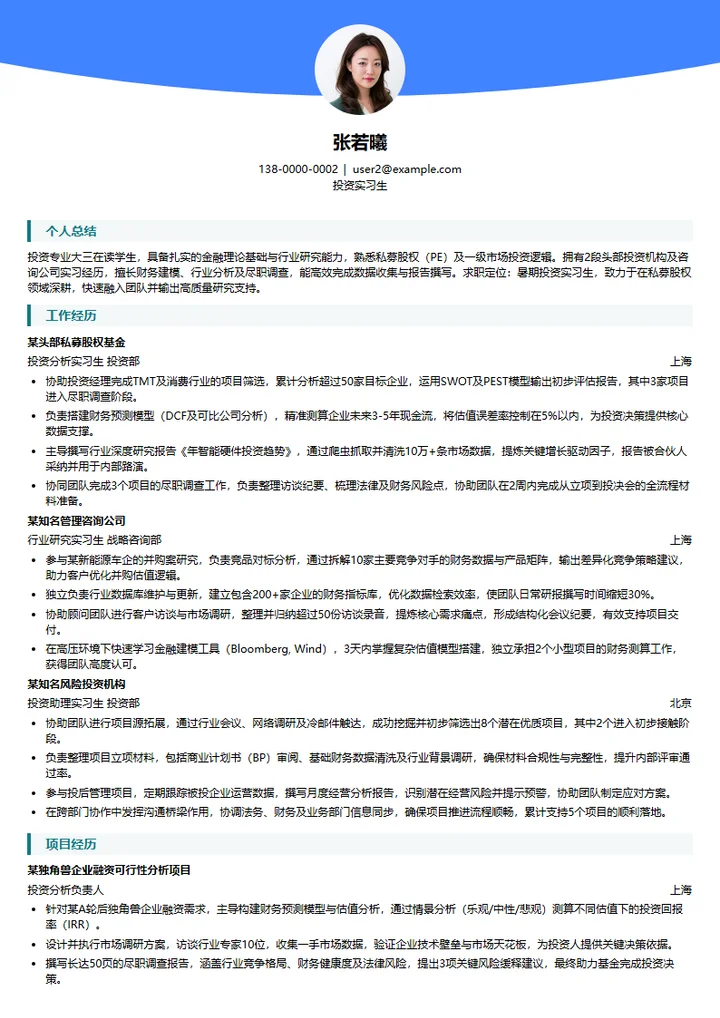 张若曦
138-0000-0002 | user2@example.com
投资实习生
个人总结
投资专业大三在读学生，具备扎实的金融理论基础与行业研究能力，熟悉私募股权（PE）及一级市场投资逻辑。拥有2段头部投资机构及咨
询公司实习经历，擅长财务建模、行业分析及尽职调查，能高效完成数据收集与报告撰写。求职定位：暑期投资实习生，致力于在私募股权
领域深耕，快速融入团队并输出高质量研究支持。
工作经历
某头部私募股权基金
投资分析实习生 投资部 上海
• 协助投资经理完成TMT及消费行业的项目筛选，累计分析超过50家目标企业，运用SWOT及PEST模型输出初步评估报告，其中3家项目
进入尽职调查阶段。
• 负责搭建财务预测模型（DCF及可比公司分析），精准测算企业未来3-5年现金流，将估值误差率控制在5%以内，为投资决策提供核心
数据支撑。
• 主导撰写行业深度研究报告《年智能硬件投资趋势》，通过爬虫抓取并清洗10万+条市场数据，提炼关键增长驱动因子，报告被合伙人
采纳并用于内部路演。
• 协同团队完成3个项目的尽职调查工作，负责整理访谈纪要、梳理法律及财务风险点，协助团队在2周内完成从立项到投决会的全流程材
料准备。
某知名管理咨询公司
行业研究实习生 战略咨询部 上海
• 参与某新能源车企的并购案研究，负责竞品对标分析，通过拆解10家主要竞争对手的财务数据与产品矩阵，输出差异化竞争策略建议，
助力客户优化并购估值逻辑。
• 独立负责行业数据库维护与更新，建立包含200+家企业的财务指标库，优化数据检索效率，使团队日常研报撰写时间缩短30%。
• 协助顾问团队进行客户访谈与市场调研，整理并归纳超过50份访谈录音，提炼核心需求痛点，形成结构化会议纪要，有效支持项目交
付。
• 在高压环境下快速学习金融建模工具（Bloomberg, Wind），3天内掌握复杂估值模型搭建，独立承担2个小型项目的财务测算工作，
获得团队高度认可。
某知名风险投资机构
投资助理实习生 投资部 北京
• 协助团队进行项目源拓展，通过行业会议、网络调研及冷邮件触达，成功挖掘并初步筛选出8个潜在优质项目，其中2个进入初步接触阶
段。
• 负责整理项目立项材料，包括商业计划书（BP）审阅、基础财务数据清洗及行业背景调研，确保材料合规性与完整性，提升内部评审通
过率。
• 参与投后管理项目，定期跟踪被投企业运营数据，撰写月度经营分析报告，识别潜在经营风险并提示预警，协助团队制定应对方案。
• 在跨部门协作中发挥沟通桥梁作用，协调法务、财务及业务部门信息同步，确保项目推进流程顺畅，累计支持5个项目的顺利落地。
项目经历
某独角兽企业融资可行性分析项目
投资分析负责人 上海
• 针对某A轮后独角兽企业融资需求，主导构建财务预测模型与估值分析，通过情景分析（乐观/中性/悲观）测算不同估值下的投资回报
率（IRR）。
• 设计并执行市场调研方案，访谈行业专家10位，收集一手市场数据，验证企业技术壁垒与市场天花板，为投资人提供关键决策依据。
• 撰写长达50页的尽职调查报告，涵盖行业竞争格局、财务健康度及法律风险，提出3项关键风险缓释建议，最终助力基金完成投资决
策。